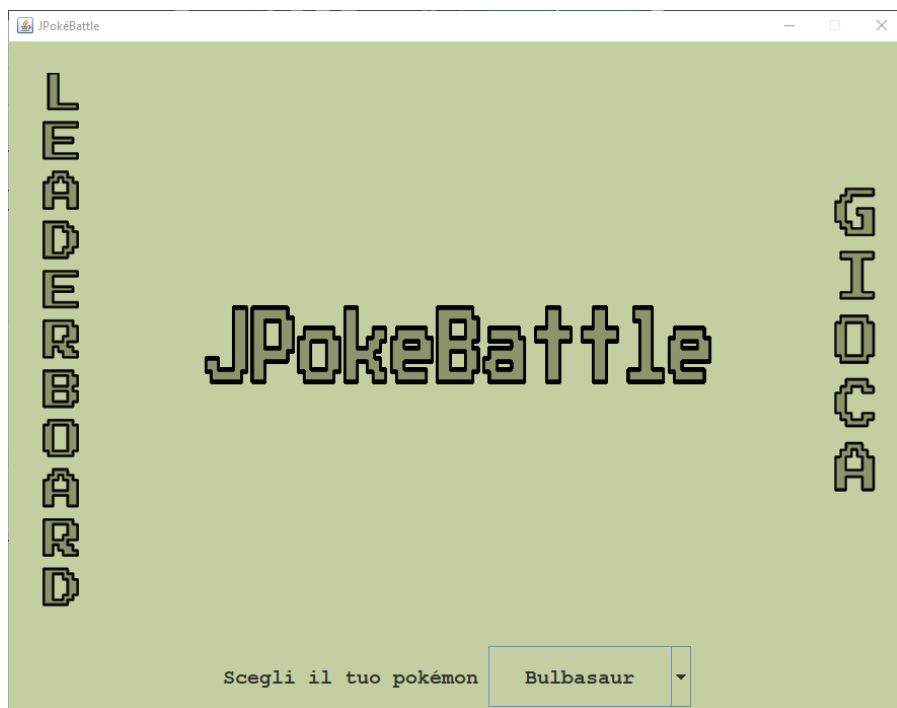 JPokéBattle
LEADERBOARD
JPokeBattle
GIOCA
Scegli il tuo pokémon Bulbasaur